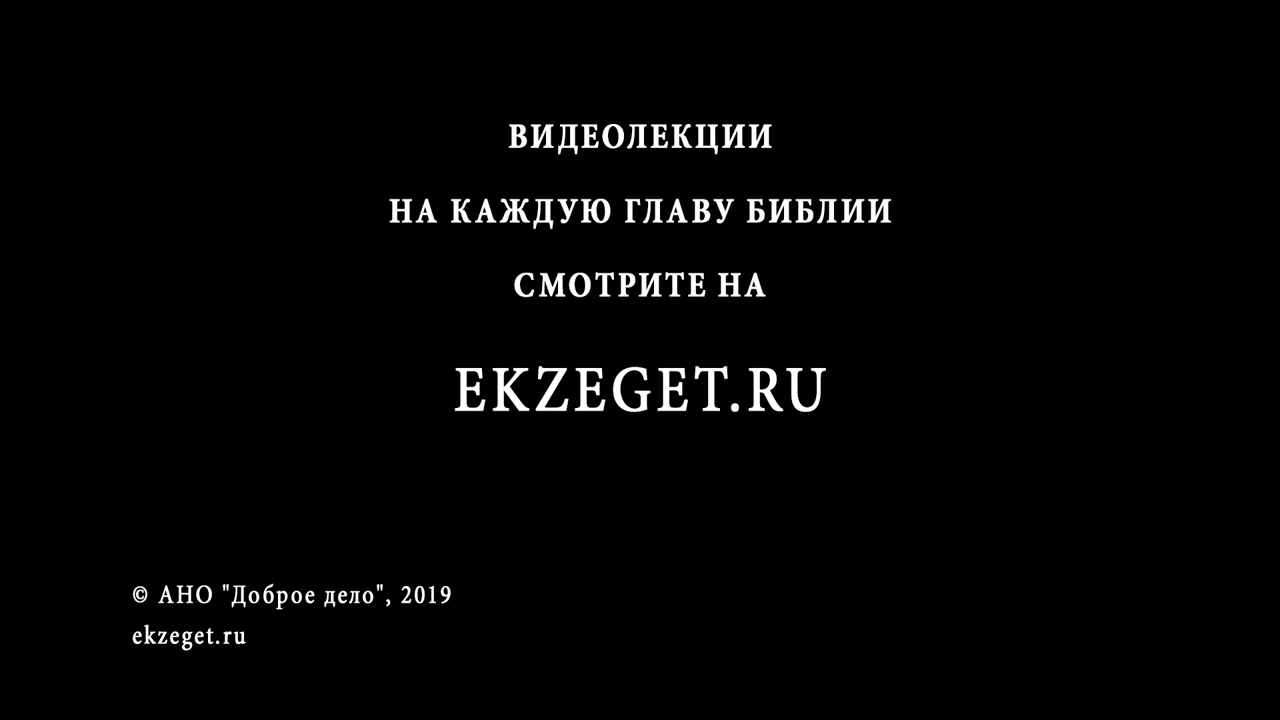 ВИДЕОЛЕКЦИИ
НА КАЖДУЮ ГЛАВУ БИБЛИИ
СМОТРИТЕ НА
EKZEGET.RU
© АНО "Доброе дело", 2019
ekzeget.ru